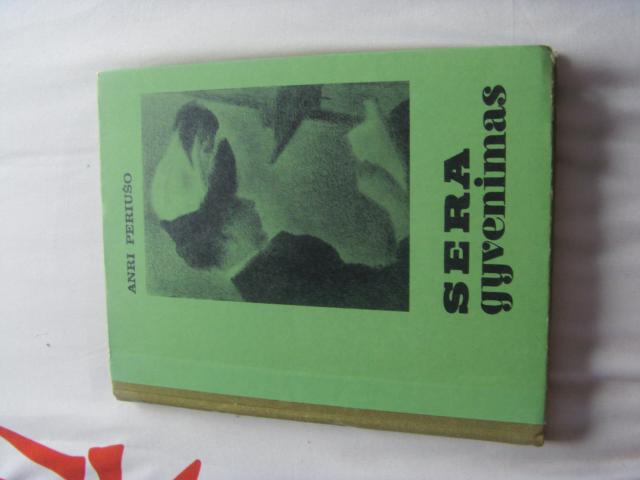 ANRI PERIUŠO
SERA
gyvenimas